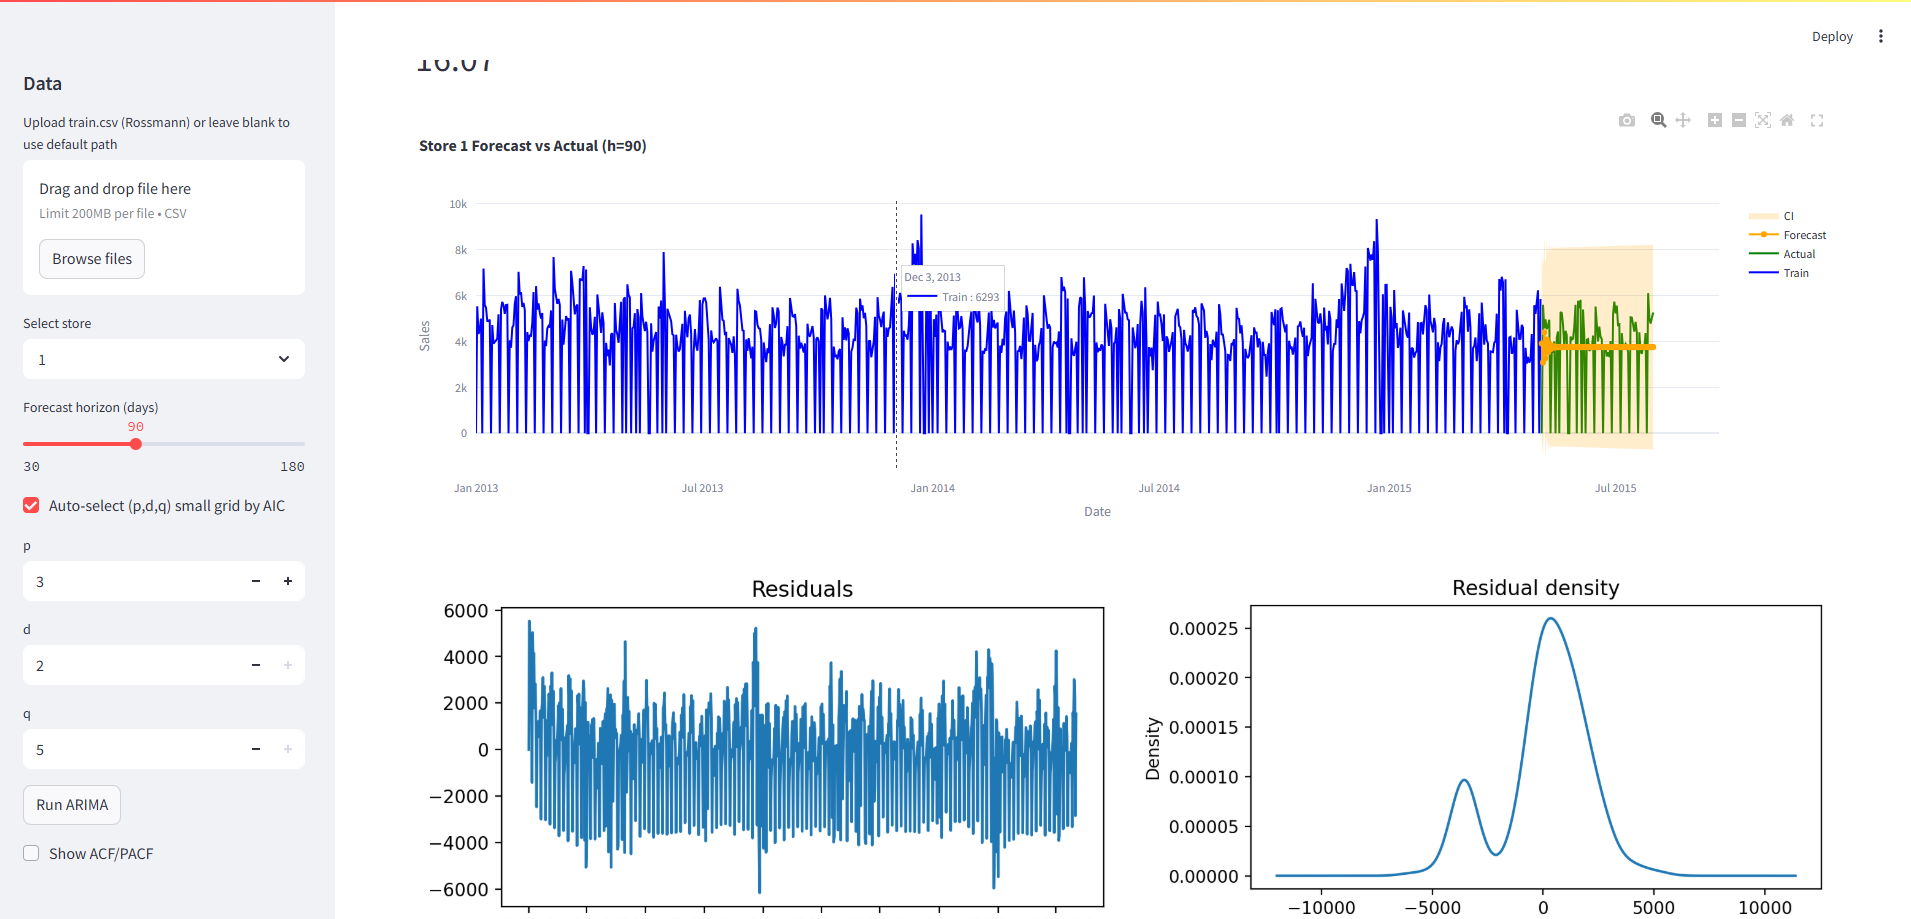 Deploy
Data
Upload train.csv (Rossmann) or leave blank to
use default path
Drag and drop file here
Limit 200MB per file • CSV
Browse files
Select store
1
Forecast horizon (days)
90
30 180
Auto-select (p,d,q) small grid by AIC
p
3
d
2
q
5
Run ARIMA
Show ACF/PACF
16.07
Store 1 Forecast vs Actual (h=90)
10k
8k
6k
4k
2k
0
Sales
Dec 3, 2013
Train : 6293
Jan 2013 Jul 2013 Jan 2014 Jul 2014 Jan 2015 Jul 2015
Date
CI
Forecast
Actual
Train
Residuals
6000
4000
2000
0
−2000
−4000
−6000
Residual density
Density
0.00025
0.00020
0.00015
0.00010
0.00005
0.00000
−10000 −5000 0 5000 10000